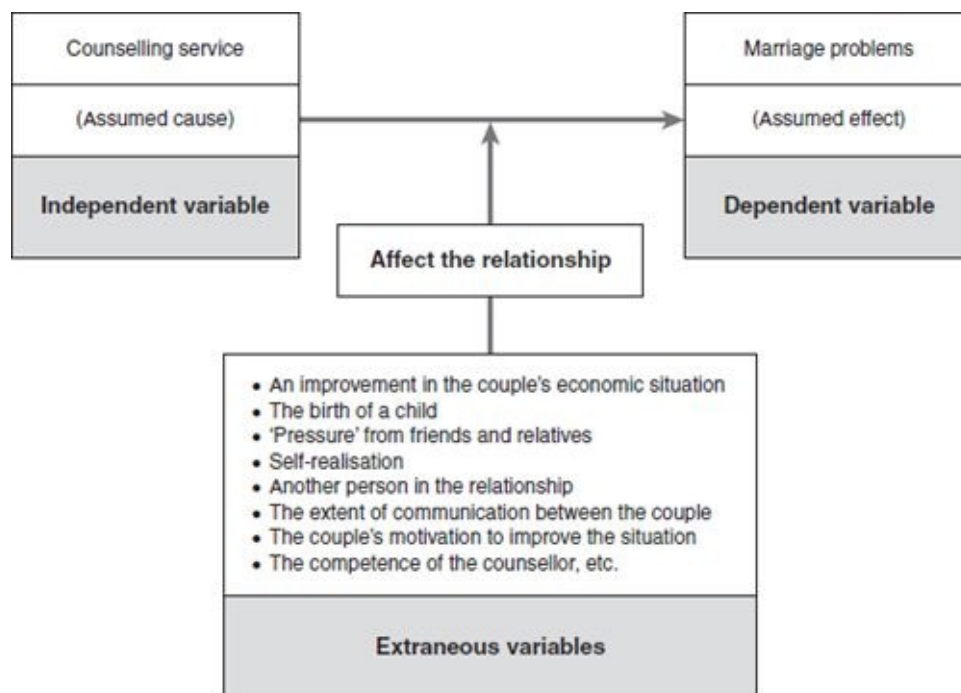 Counselling service
(Assumed cause)
Independent variable
Marriage problems
(Assumed effect)
Dependent variable
Affect the relationship
• An improvement in the couple's economic situation
• The birth of a child
• 'Pressure' from friends and relatives
• Self-realisation
• Another person in the relationship
• The extent of communication between the couple
• The couple's motivation to improve the situation
• The competence of the counsellor, etc.
Extraneous variables